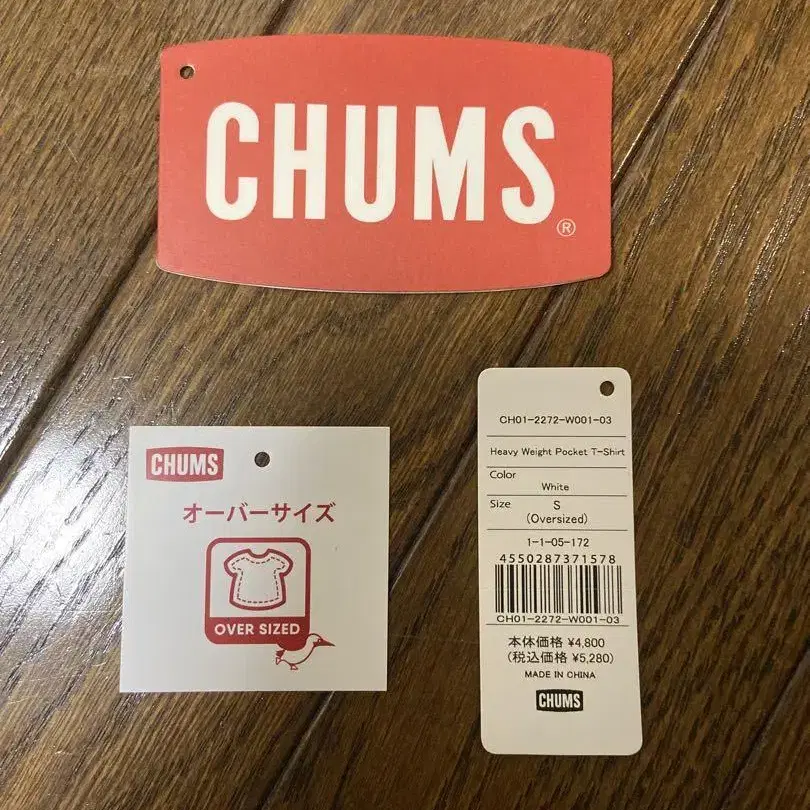 CHUMS
®
CHUMS
オーバーサイズ
OVER SIZED
CH01-2272-W001-03
Heavy Weight Pocket T-Shirt
Color
White
Size S
(Oversized)
1-1-05-172
4550287371578
CH01-2272-W001-03
本体価格 ¥4,800
(税込価格 ¥5,280)
MADE IN CHINA
CHUMS